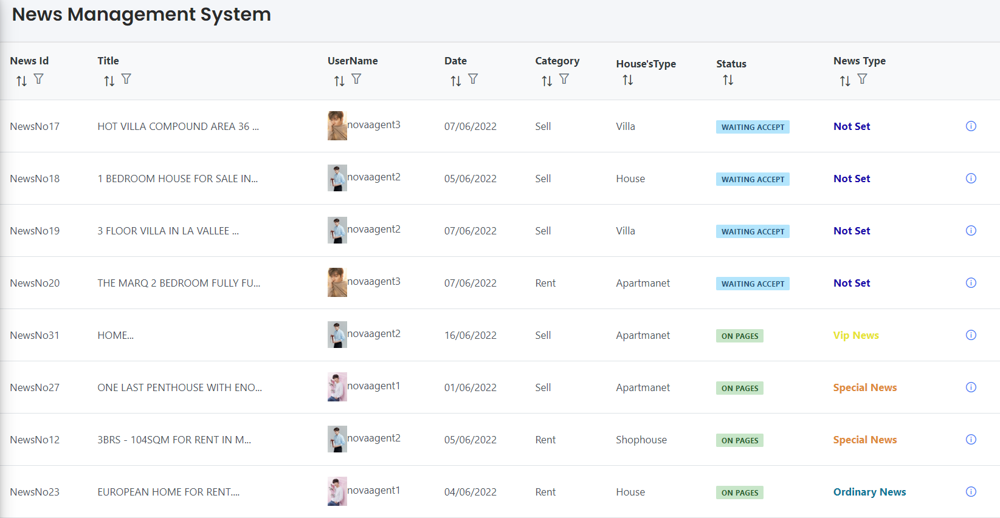 News Management System
News Id Title UserName Date Category House'sType Status News Type
NewsNo17 HOT VILLA COMPOUND AREA 36 ... novaagent3 07/06/2022 Sell Villa WAITING ACCEPT Not Set
NewsNo18 1 BEDROOM HOUSE FOR SALE IN... novaagent2 05/06/2022 Sell House WAITING ACCEPT Not Set
NewsNo19 3 FLOOR VILLA IN LA VALLEE ... novaagent2 07/06/2022 Sell Villa WAITING ACCEPT Not Set
NewsNo20 THE MARQ 2 BEDROOM FULLY FU... novaagent3 07/06/2022 Rent Apartmanet WAITING ACCEPT Not Set
NewsNo31 HOME... novaagent2 16/06/2022 Sell Apartmanet ON PAGES Vip News
NewsNo27 ONE LAST PENTHOUSE WITH ENO... novaagent1 01/06/2022 Sell Apartmanet ON PAGES Special News
NewsNo12 3BRS - 104SQM FOR RENT IN M... novaagent2 05/06/2022 Rent Shophouse ON PAGES Special News
NewsNo23 EUROPEAN HOME FOR RENT.... novaagent1 04/06/2022 Rent House ON PAGES Ordinary News